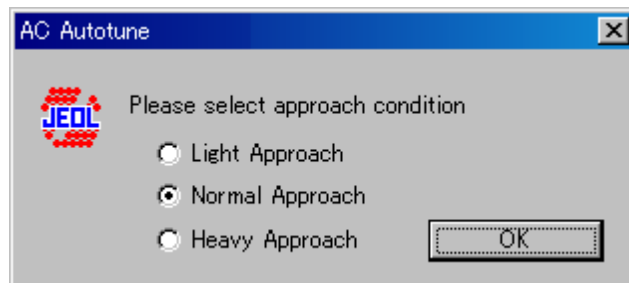 AC Autotune
JEOL
Please select approach condition
Light Approach
Normal Approach
Heavy Approach
OK